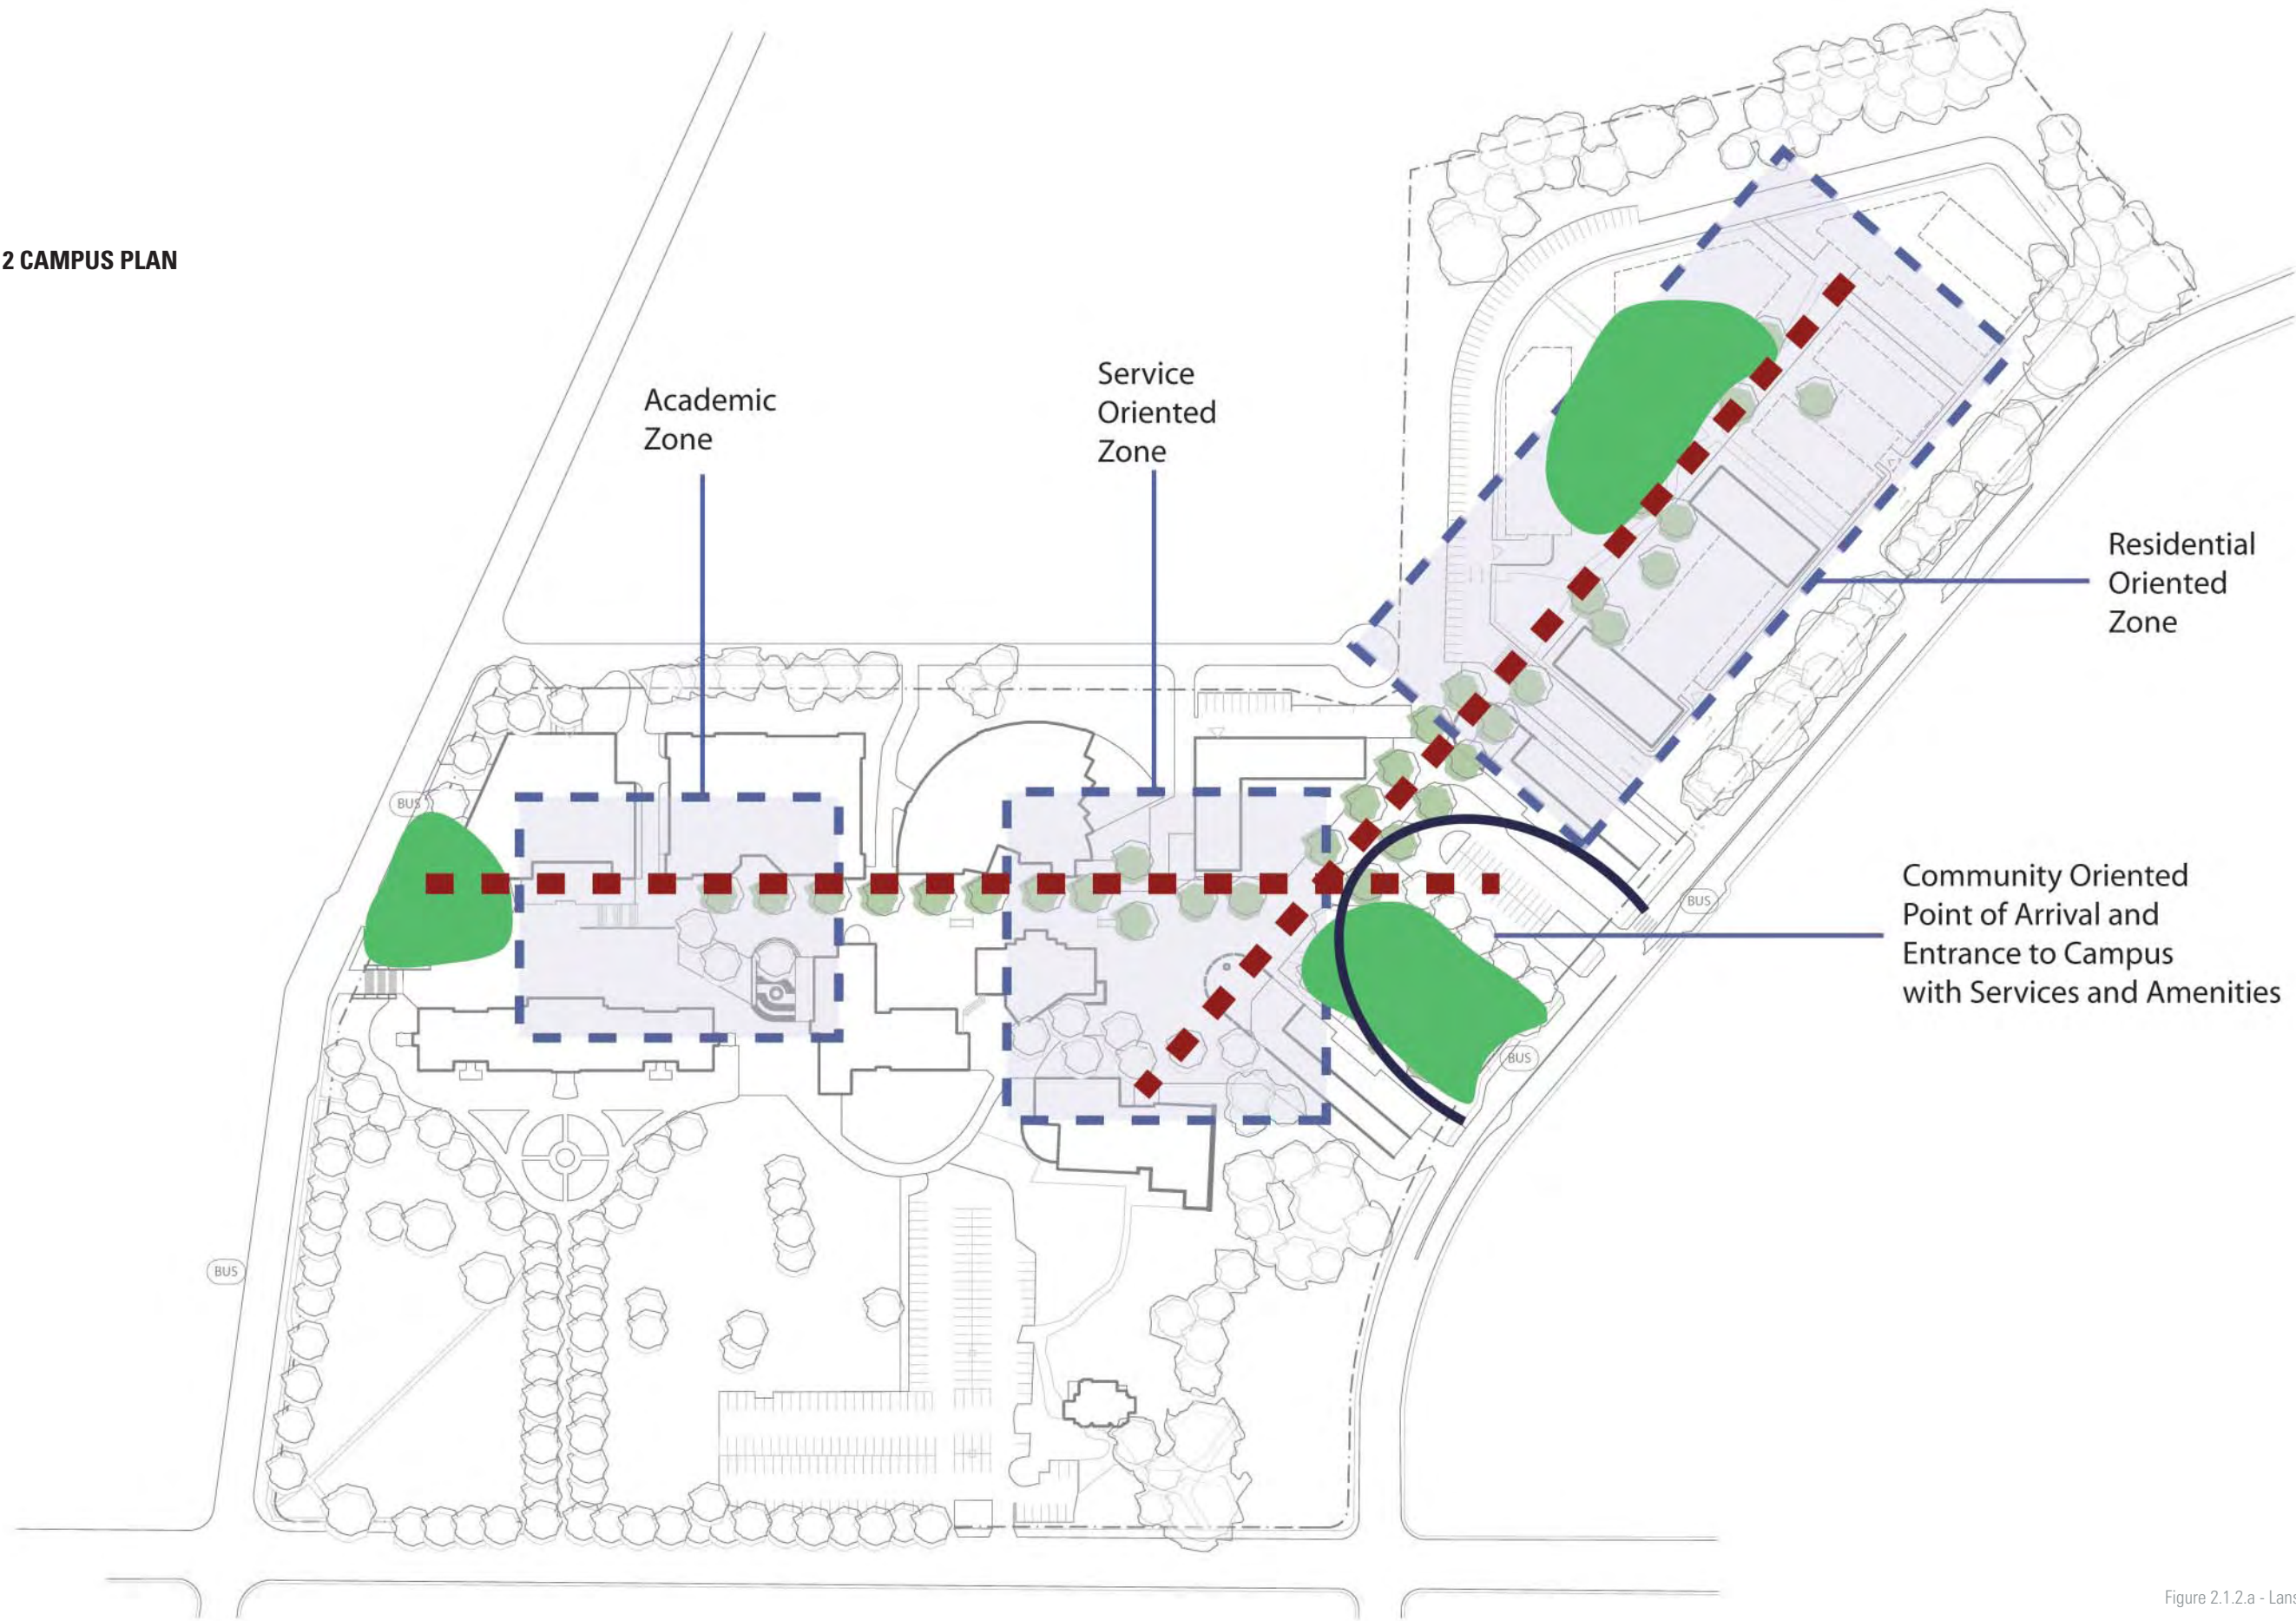 2 CAMPUS PLAN
Academic
Zone
Service
Oriented
Zone
Residential
Oriented
Zone
BUS
Community Oriented
Point of Arrival and
Entrance to Campus
with Services and Amenities
BUS
BUS
BUS
Figure 2.1.2.a - Lans